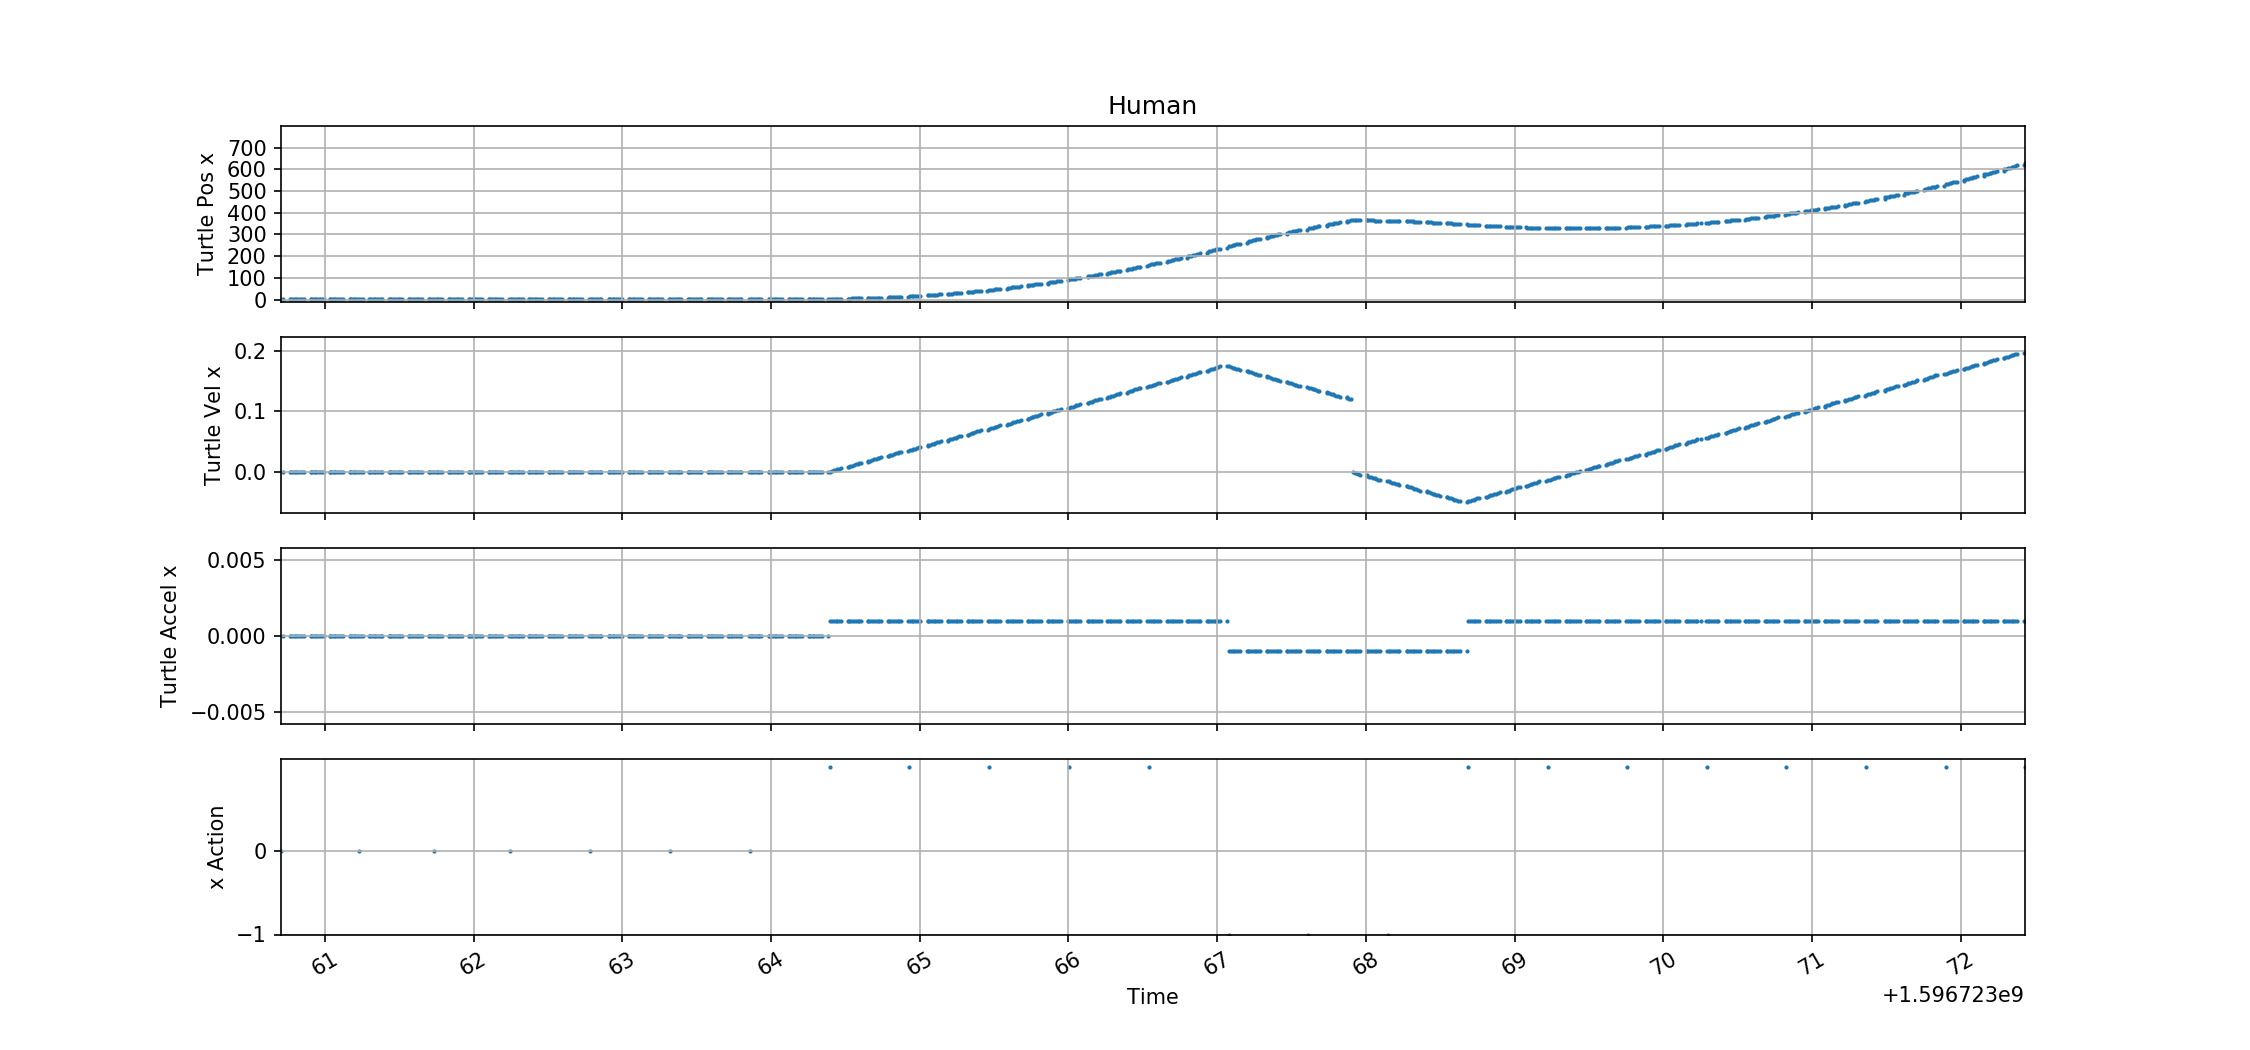 Human
Turtle Pos x
700
600
500
400
300
200
100
0
Turtle Vel x
0.2
0.1
0.0
Turtle Accel x
0.005
0.000
−0.005
x Action
0
−1
61 62 63 64 65 66 67 68 69 70 71 72
Time
+1.596723e9